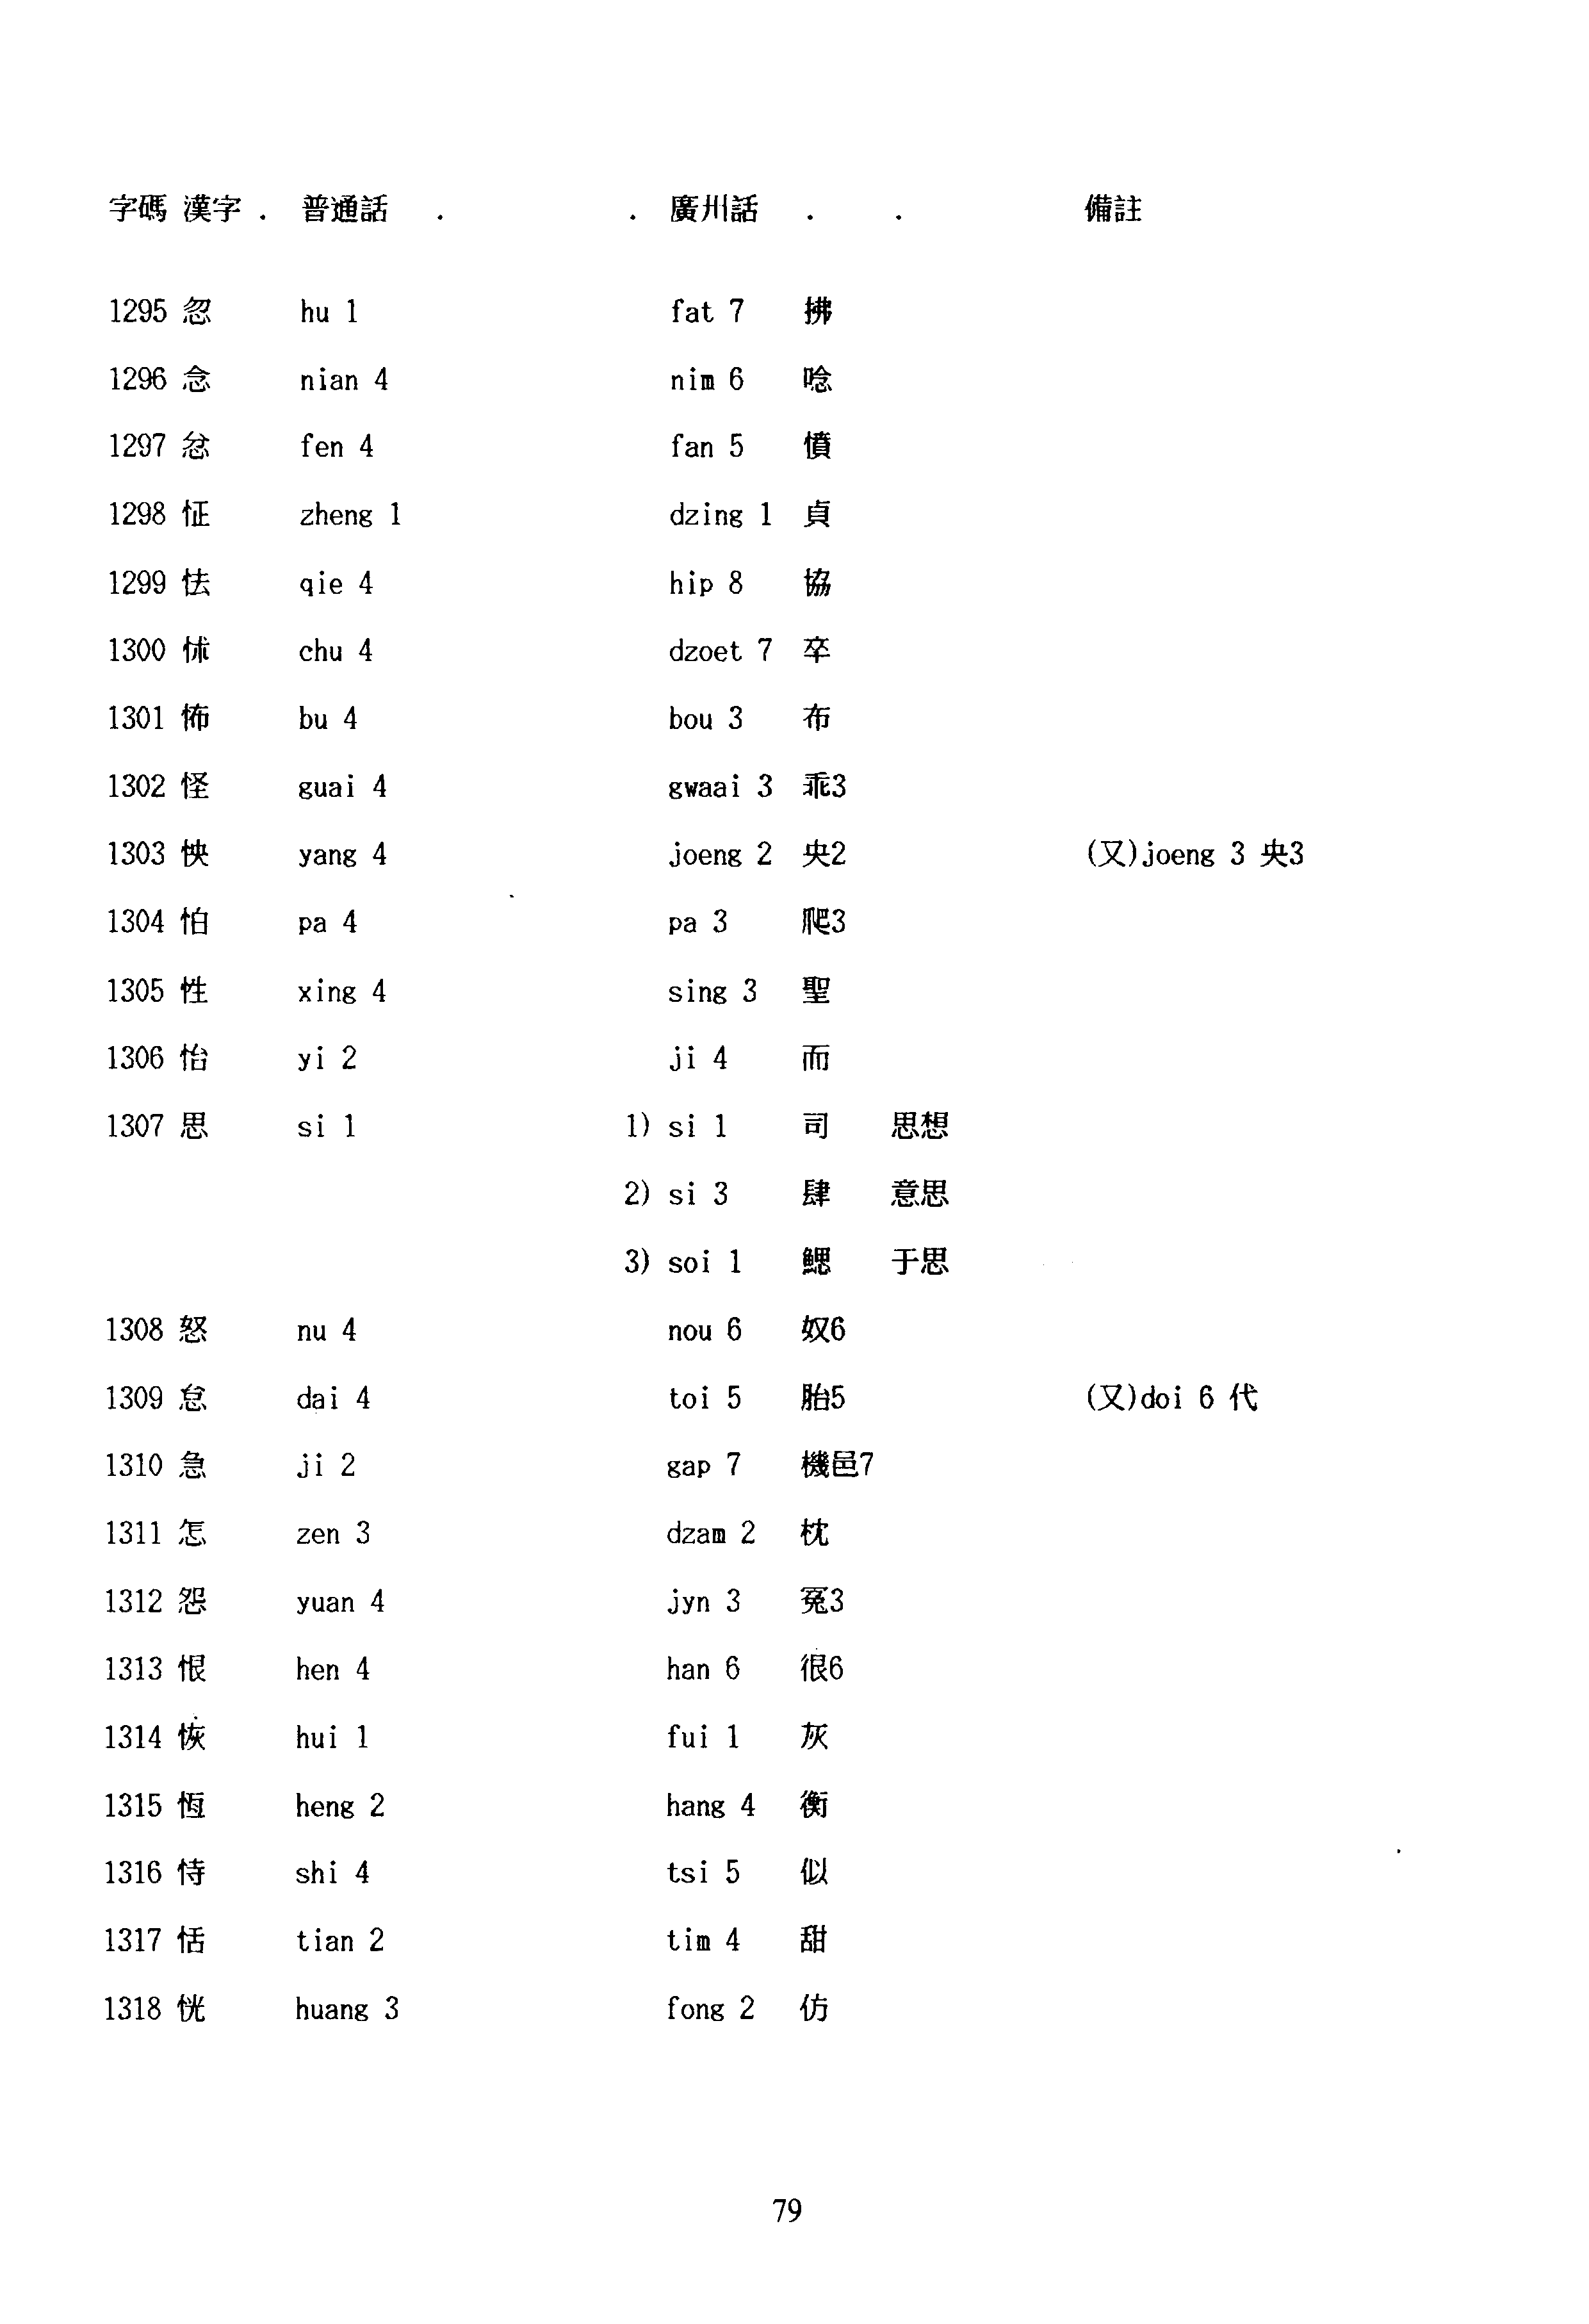 字碼 漢字 . 普通話 . . 廣州話 . . 備註
1295 忽 hu 1 fat 7 拂
1296 念 nian 4 nim 6 唸
1297 忿 fen 4 fan 5 憤
1298 怔 zheng 1 dzing 1 貞
1299 怯 qie 4 hip 8 協
1300 怵 chu 4 dzoet 7 卒
1301 怖 bu 4 bou 3 布
1302 怪 guai 4 gwaai 3 乖3
1303 怏 yang 4 joeng 2 央2 (又)joeng 3 央3
1304 怕 pa 4 pa 3 爬3
1305 性 xing 4 sing 3 聖
1306 怡 yi 2 ji 4 而
1307 思 si 1 1) si 1 司 思想
2) si 3 肆 意思
3) soi 1 鰓 于思
1308 怒 nu 4 nou 6 奴6
1309 怠 dai 4 toi 5 胎5 (又)doi 6 代
1310 急 ji 2 gap 7 機邑7
1311 怎 zen 3 dzam 2 枕
1312 怨 yuan 4 jyn 3 冤3
1313 恨 hen 4 han 6 很6
1314 恢 hui 1 fui 1 灰
1315 恆 heng 2 hang 4 衡
1316 恃 shi 4 tsi 5 似
1317 恬 tian 2 tim 4 甜
1318 恍 huang 3 fong 2 仿
79